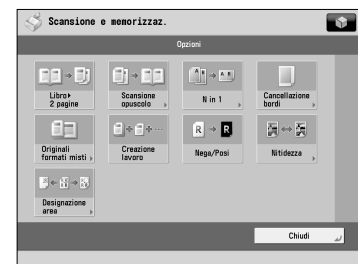 Scansione e memorizzaz.
Opzioni
Libro▶
2 pagine
Scansione
opuscolo
A B
A B
N in 1
Cancellazione
bordi
Originali
formati misti
Creazione
lavoro
R
R
Nega/Posi
Nitidezza
Designazione
area
Chiudi